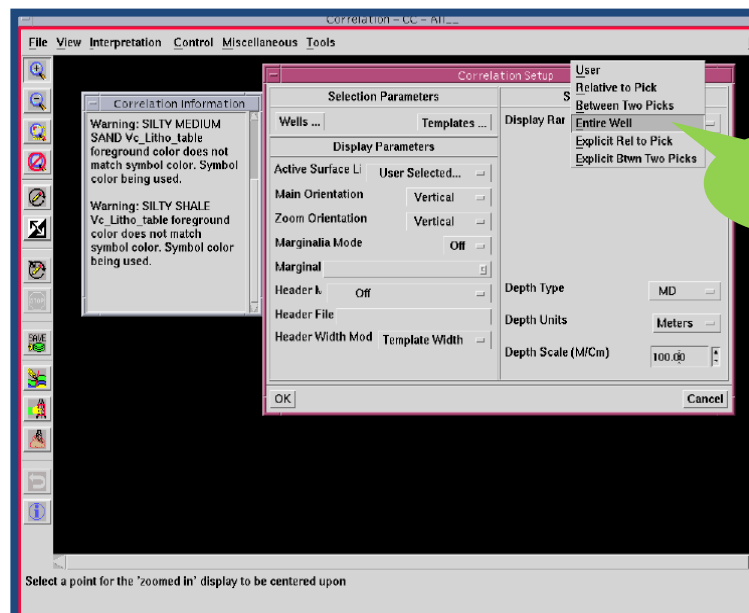 Correlation - CC - All__
File View Interpretation Control Miscellaneous Tools
Correlation Information
Warning: SILTY MEDIUM
SAND Vc_Litho_table
foreground color does not
match symbol color. Symbol
color being used.
Warning: SILTY SHALE
Vc_Litho_table foreground
color does not match
symbol color. Symbol color
being used.
Correlation Setup
Selection Parameters
Wells ... Templates ...
Display Parameters
Active Surface Li User Selected...
Main Orientation Vertical
Zoom Orientation Vertical
Marginalia Mode Off
Marginal
Header M Off
Header File
Header Width Mod Template Width
S
Display Ran
User
Relative to Pick
Between Two Picks
Entire Well
Explicit Rel to Pick
Explicit Btwn Two Picks
Depth Type MD
Depth Units Meters
Depth Scale (M/Cm) 100.00
OK Cancel
STOP
SAVE
Select a point for the 'zoomed in' display to be centered upon